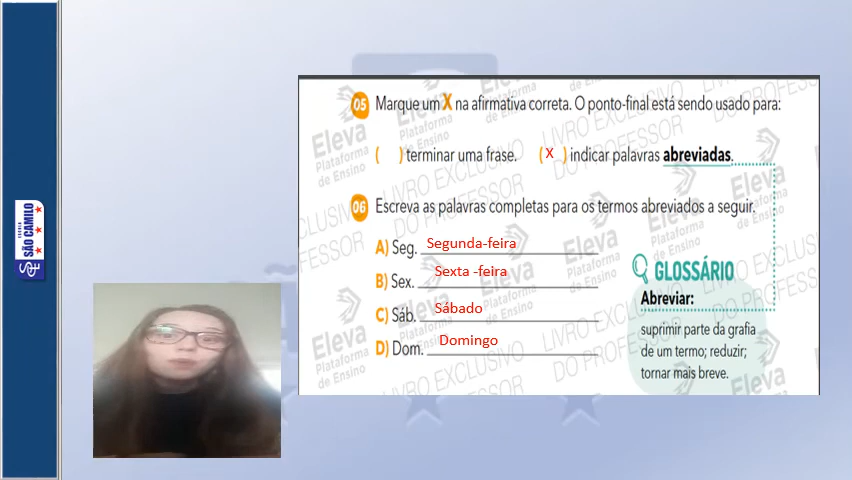 05 Marque um X na afirmativa correta. O ponto-final está sendo usado para:
( ) terminar uma frase. ( X ) indicar palavras abreviadas.
06 Escreva as palavras completas para os termos abreviados a seguir.
A) Seg. Segunda-feira
B) Sex. Sexta -feira
C) Sáb. Sábado
D) Dom. Domingo
GLOSSÁRIO
Abreviar:
suprimir parte da grafia
de um termo; reduzir;
tornar mais breve.
ESCOLA
SÃO CAMILO
Eleva
Plataforma
de Ensino
LIVRO EXCLUSIVO
DO PROFESSOR